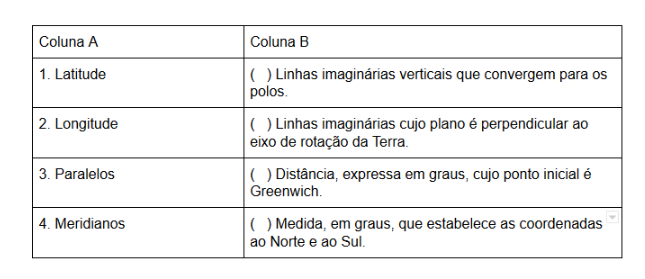 Coluna A
Coluna B
1. Latitude
(   ) Linhas imaginárias verticais que convergem para os
polos.
2. Longitude
(   ) Linhas imaginárias cujo plano é perpendicular ao
eixo de rotação da Terra.
3. Paralelos
(   ) Distância, expressa em graus, cujo ponto inicial é
Greenwich.
4. Meridianos
(   ) Medida, em graus, que estabelece as coordenadas
ao Norte e ao Sul.